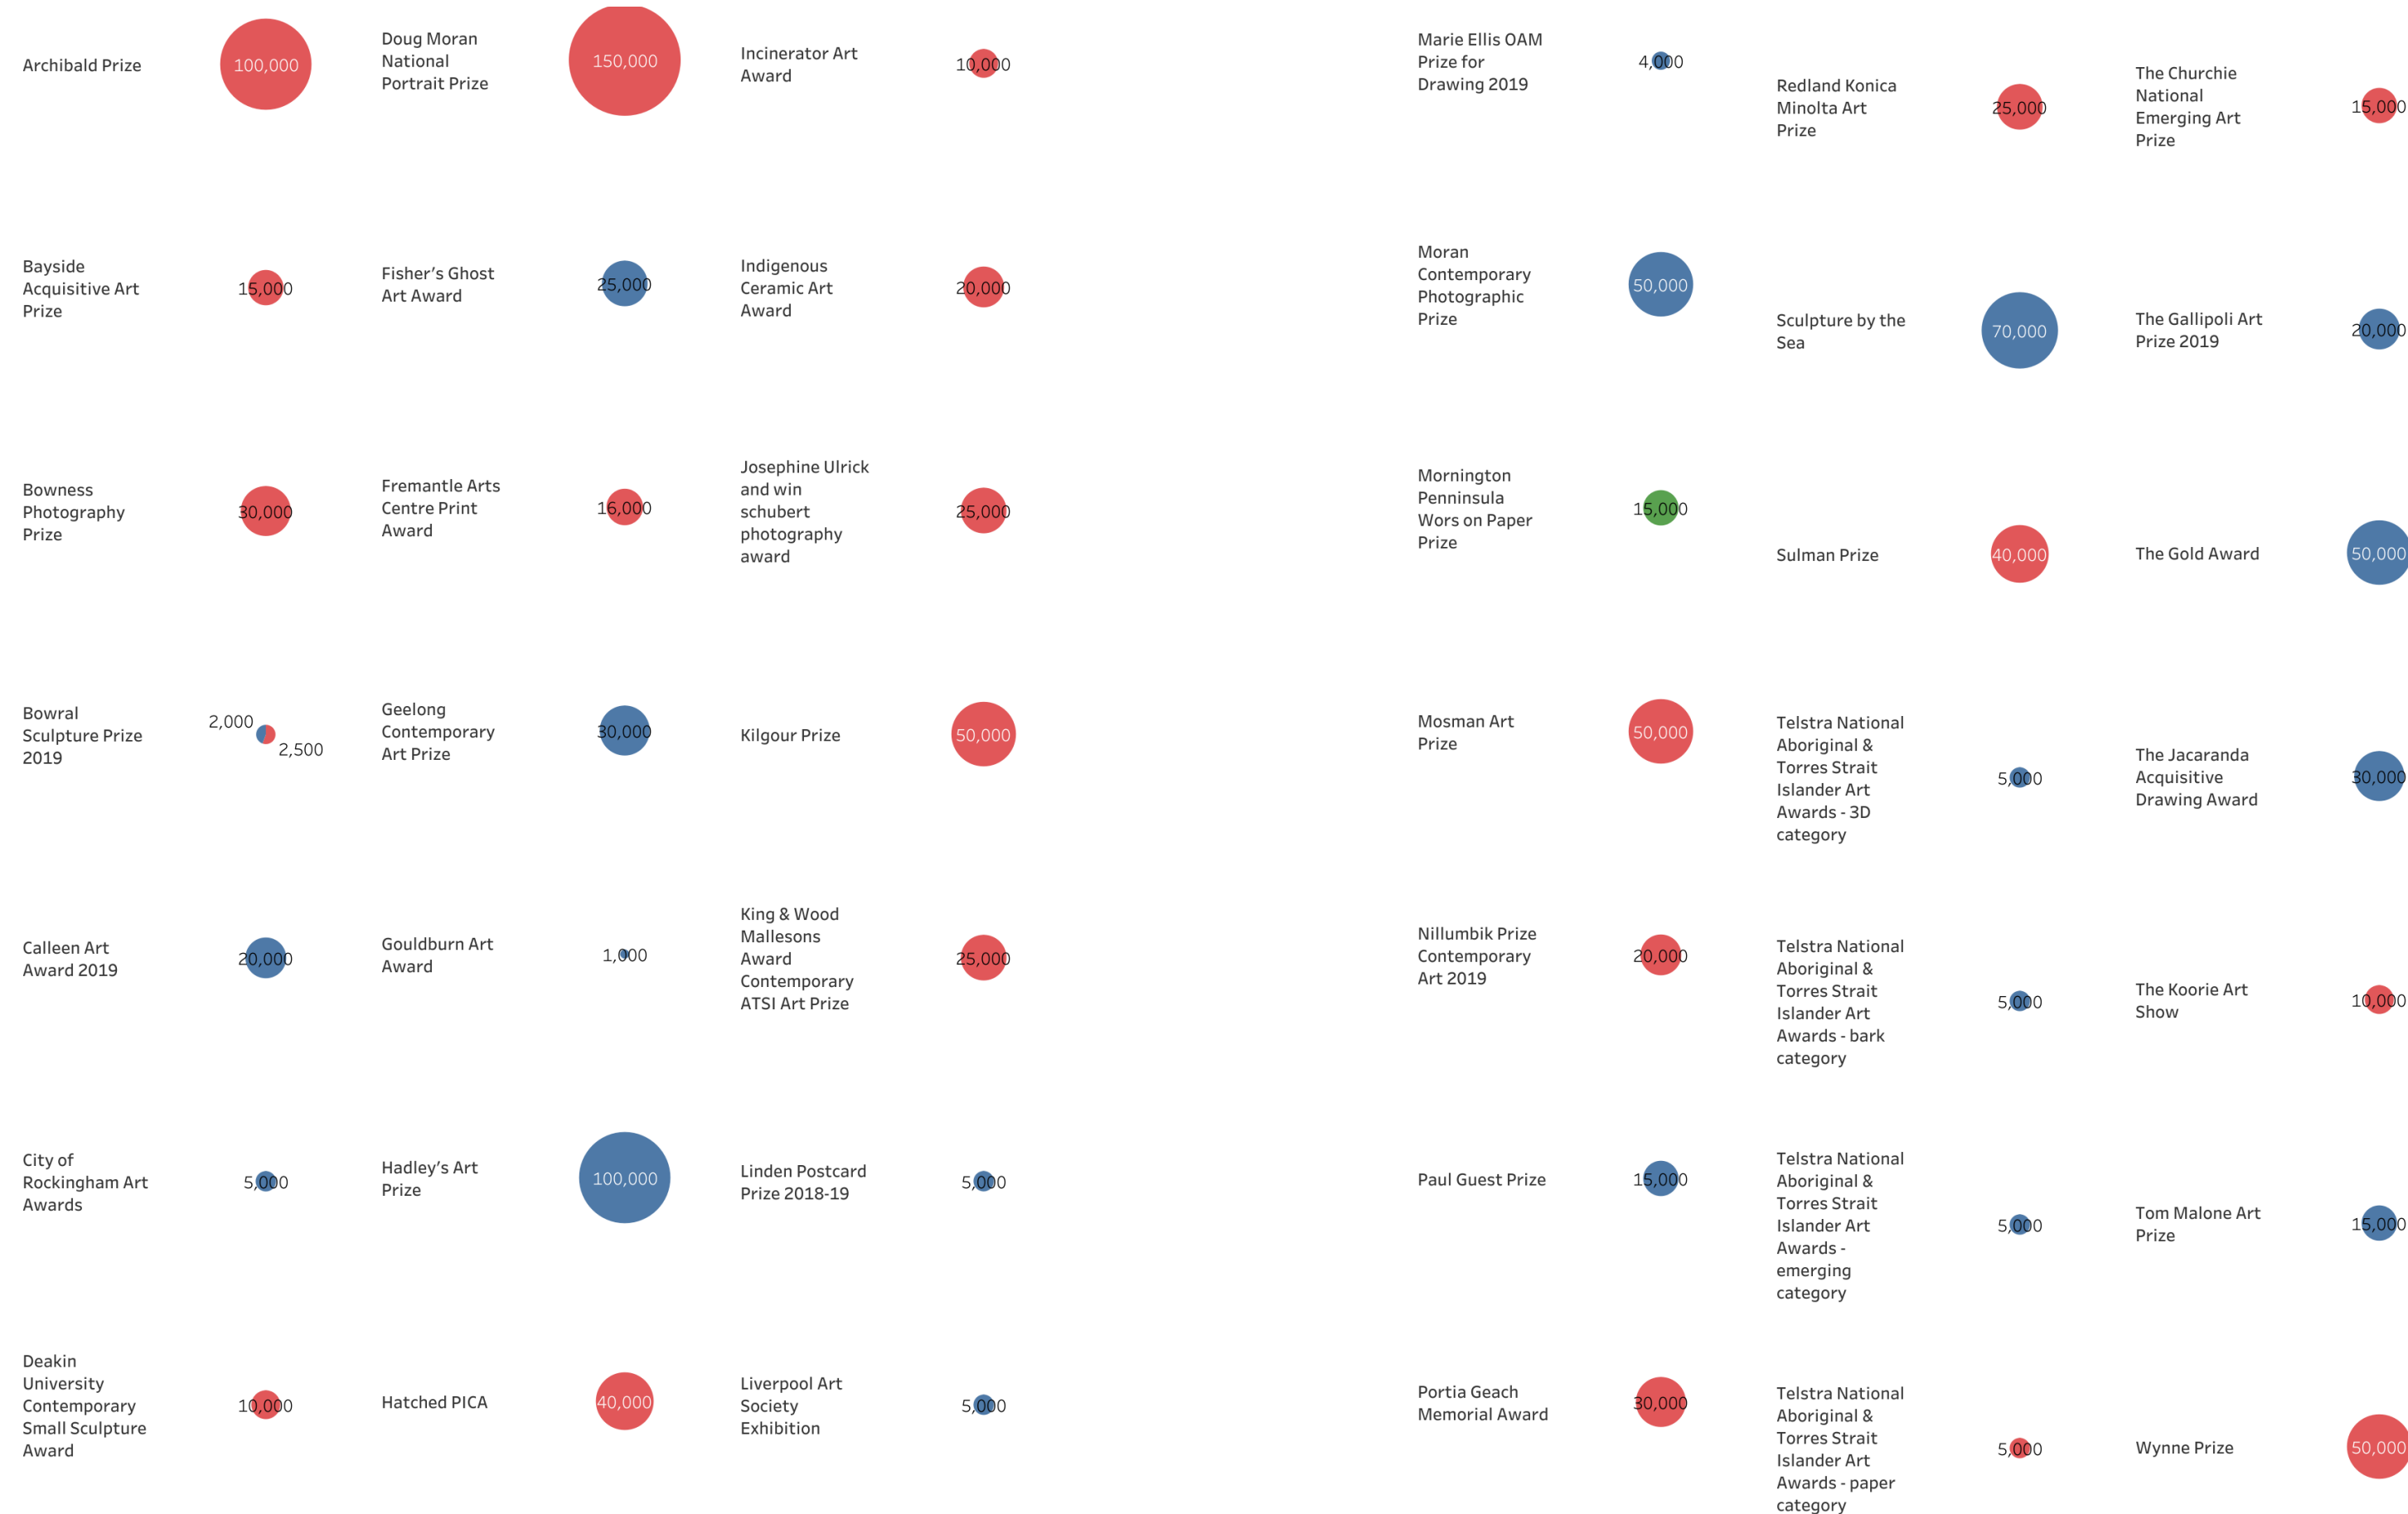 Archibald Prize
100,000
Bayside
Acquisitive Art
Prize
15,000
Bowness
Photography
Prize
30,000
Bowral
Sculpture Prize
2019
2,000
2,500
Calleen Art
Award 2019
20,000
City of
Rockingham Art
Awards
5,000
Deakin
University
Contemporary
Small Sculpture
Award
10,000
Doug Moran
National
Portrait Prize
150,000
Fisher's Ghost
Art Award
25,000
Fremantle Arts
Centre Print
Award
16,000
Geelong
Contemporary
Art Prize
30,000
Gouldburn Art
Award
1,000
Hadley's Art
Prize
100,000
Hatched PICA
40,000
Incinerator Art
Award
10,000
Indigenous
Ceramic Art
Award
20,000
Josephine Ulrick
and win
schubert
photography
award
25,000
Kilgour Prize
50,000
King & Wood
Mallesons
Award
Contemporary
ATSI Art Prize
25,000
Linden Postcard
Prize 2018-19
5,000
Liverpool Art
Society
Exhibition
5,000
Marie Ellis OAM
Prize for
Drawing 2019
4,000
Moran
Contemporary
Photographic
Prize
50,000
Mornington
Penninsula
Wors on Paper
Prize
15,000
Mosman Art
Prize
50,000
Nillumbik Prize
Contemporary
Art 2019
20,000
Paul Guest Prize
15,000
Portia Geach
Memorial Award
30,000
Redland Konica
Minolta Art
Prize
25,000
Sculpture by the
Sea
70,000
Sulman Prize
40,000
Telstra National
Aboriginal &
Torres Strait
Islander Art
Awards - 3D
category
5,000
Telstra National
Aboriginal &
Torres Strait
Islander Art
Awards - bark
category
5,000
Telstra National
Aboriginal &
Torres Strait
Islander Art
Awards -
emerging
category
5,000
Telstra National
Aboriginal &
Torres Strait
Islander Art
Awards - paper
category
5,000
The Churchie
National
Emerging Art
Prize
15,000
The Gallipoli Art
Prize 2019
20,000
The Gold Award
50,000
The Jacaranda
Acquisitive
Drawing Award
30,000
The Koorie Art
Show
10,000
Tom Malone Art
Prize
15,000
Wynne Prize
50,000